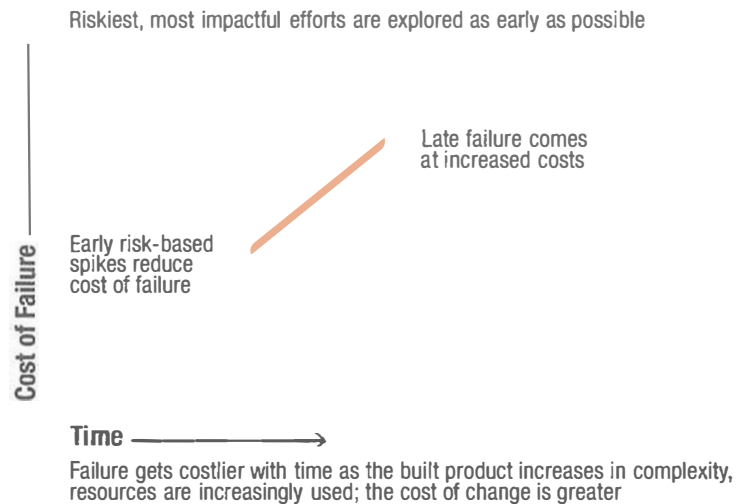 Riskiest, most impactful efforts are explored as early as possible
Late failure comes
at increased costs
Early risk-based
spikes reduce
cost of failure
Cost of Failure
Time
Failure gets costlier with time as the built product increases in complexity,
resources are increasingly used; the cost of change is greater